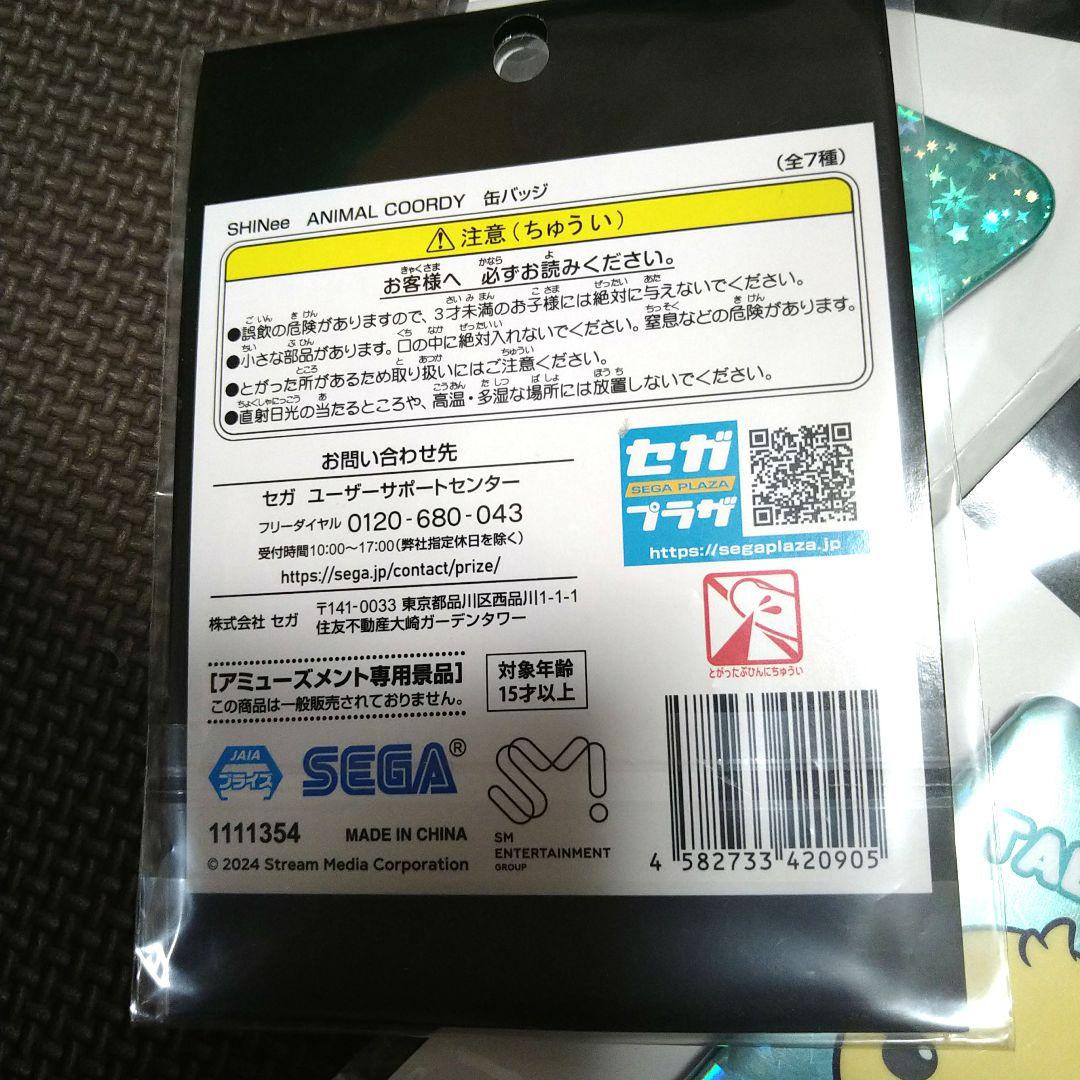 SHINee ANIMAL COORDY 缶バッジ (全7種)
⚠注意(ちゅうい)
お客様へ 必ずお読みください。
●誤飲の危険がありますので、3才未満のお子様には絶対に与えないでください。
●小さな部品があります。口の中に絶対入れないでください。窒息などの危険があります。
●とがった所があるため取り扱いにはご注意ください。
●直射日光の当たるところや、高温・多湿な場所には放置しないでください。
お問い合わせ先
セガ ユーザーサポートセンター
フリーダイヤル 0120-680-043
受付時間10:00~17:00(弊社指定休日を除く)
https://sega.jp/contact/prize/
株式会社 セガ 〒141-0033 東京都品川区西品川1-1-1
住友不動産大崎ガーデンタワー
セガ
SEGA PLAZA
プラザ
https://segaplaza.jp
とがったぶひんにちゅうい
[アミューズメント専用景品]
この商品は一般販売されておりません。
対象年齢
15才以上
JAIA
プライズ
SEGA®
SM
SM
ENTERTAINMENT
GROUP
1111354 MADE IN CHINA
© 2024 Stream Media Corporation
4 582733 420905